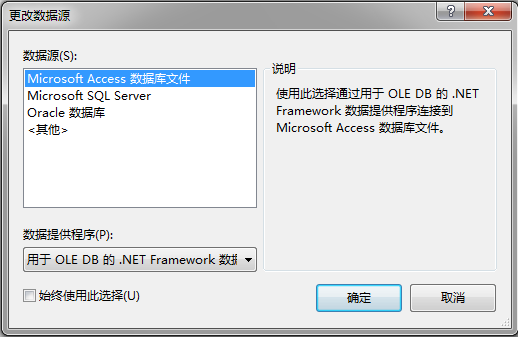 更改数据源
数据源(S):
Microsoft Access 数据库文件
Microsoft SQL Server
Oracle 数据库
<其他>
说明
使用此选择通过用于 OLE DB 的 .NET
Framework 数据提供程序连接到
Microsoft Access 数据库文件。
数据提供程序(P):
用于 OLE DB 的 .NET Framework 数据
始终使用此选择(U)
确定
取消